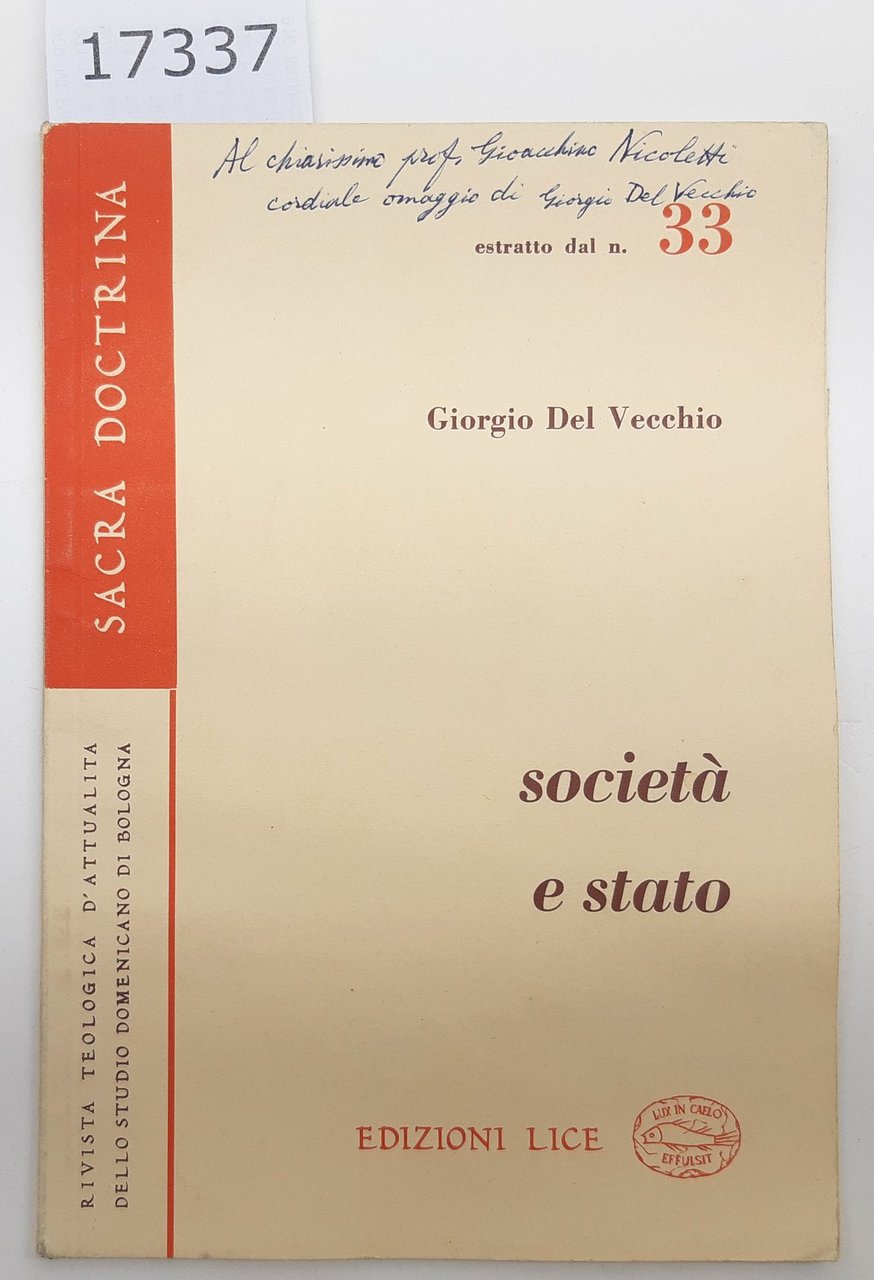 17337
Al chiarissimo prof. Gioacchino Nicoletti
cordiale omaggio di Giorgio Del Vecchio
estratto dal n. 33
SACRA DOCTRINA
Giorgio Del Vecchio
società
e stato
RIVISTA TEOLOGICA D'ATTUALITA
DELLO STUDIO DOMENICANO DI BOLOGNA
EDIZIONI LICE
LUX IN CAELO
EFFULSIT